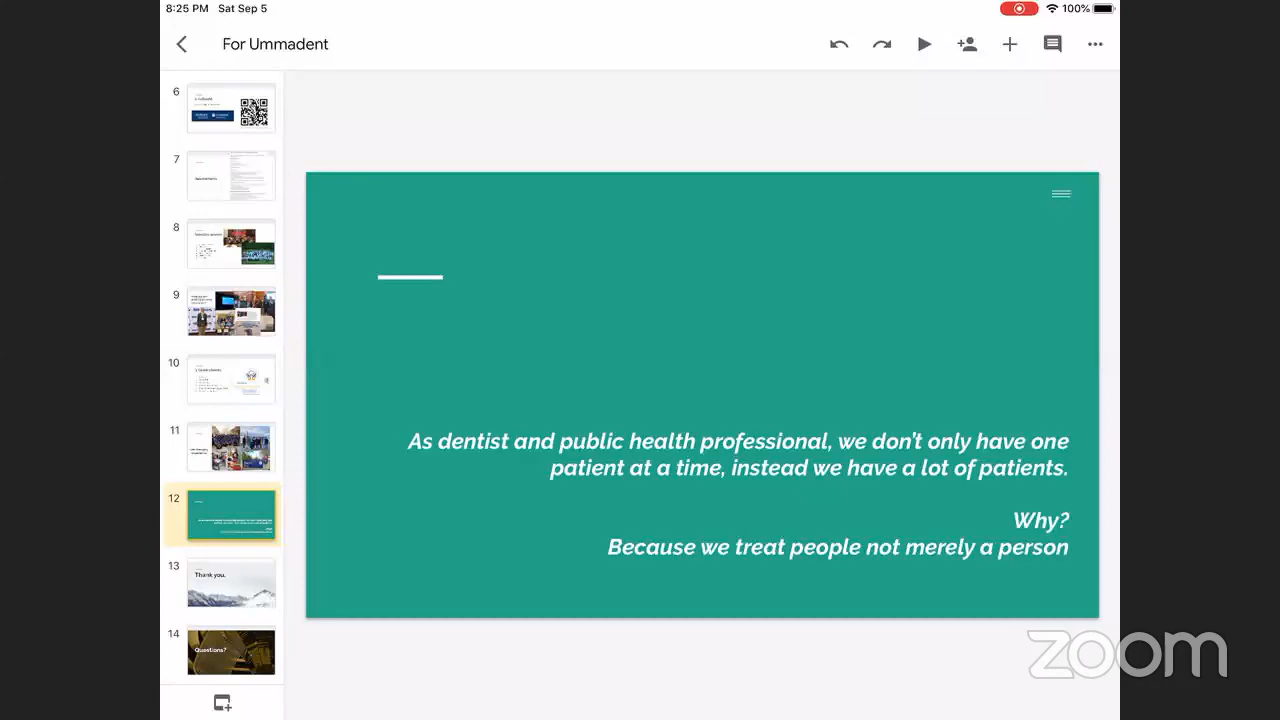 8:25 PM Sat Sep 5
100%
For Ummadent
6
7
8
9
10
11
12
13
Thank you.
14
Questions?
As dentist and public health professional, we don't only have one
patient at a time, instead we have a lot of patients.
Why?
Because we treat people not merely a person
zoom